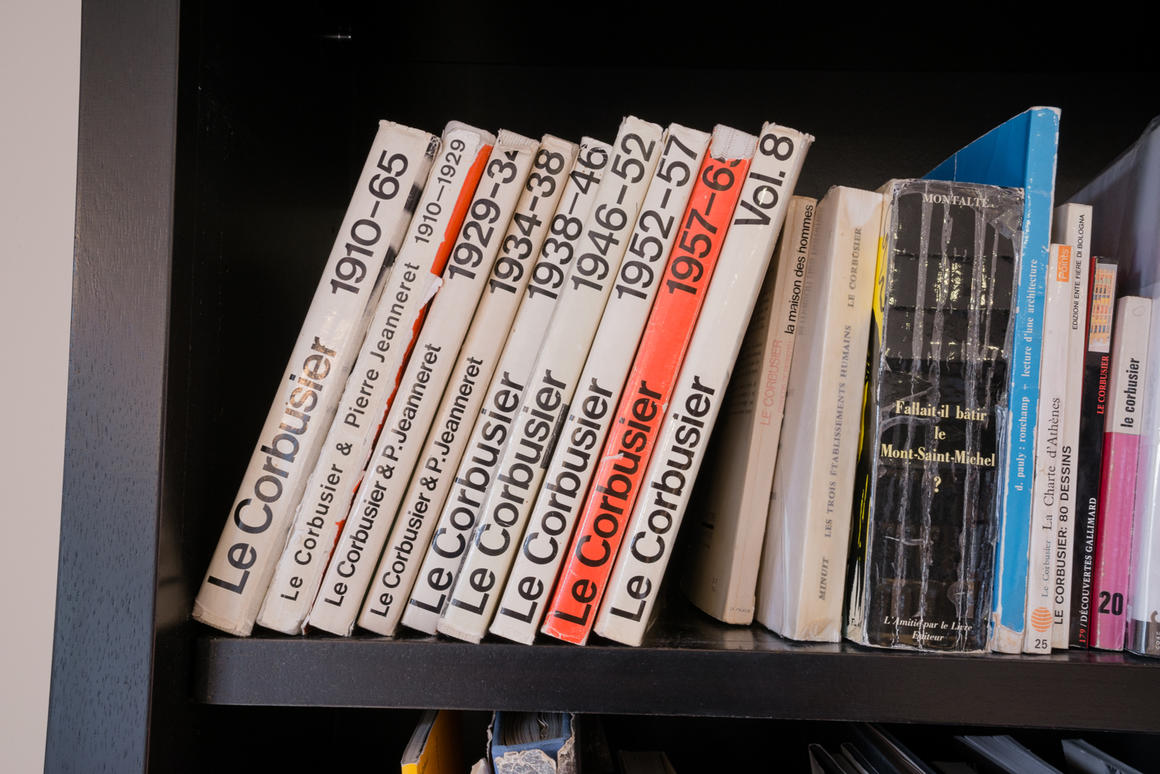 Le Corbusier 1910–65
Le Corbusier & Pierre Jeanneret 1910–1929
Le Corbusier & P. Jeanneret 1929–34
Le Corbusier & P. Jeanneret 1934–38
Le Corbusier 1938–46
Le Corbusier 1946–52
Le Corbusier 1952–57
Le Corbusier 1957–65
Le Corbusier Vol. 8
LE CORBUSIER
la maison des hommes
MINUIT LES TROIS ÉTABLISSEMENTS HUMAINS LE CORBUSIER
MONTALTE
Fallait-il bâtir
le
Mont-Saint-Michel
?
L'Amitié par le Livre
Editeur
d. pauly : ronchamp – lecture d'une architecture
Points
Le Corbusier La Charte d'Athènes
25
LE CORBUSIER: 80 DESSINS EDIZIONI ENTE FIERE DI BOLOGNA
179 / DÉCOUVERTES GALLIMARD LE CORBUSIER
le corbusier
20